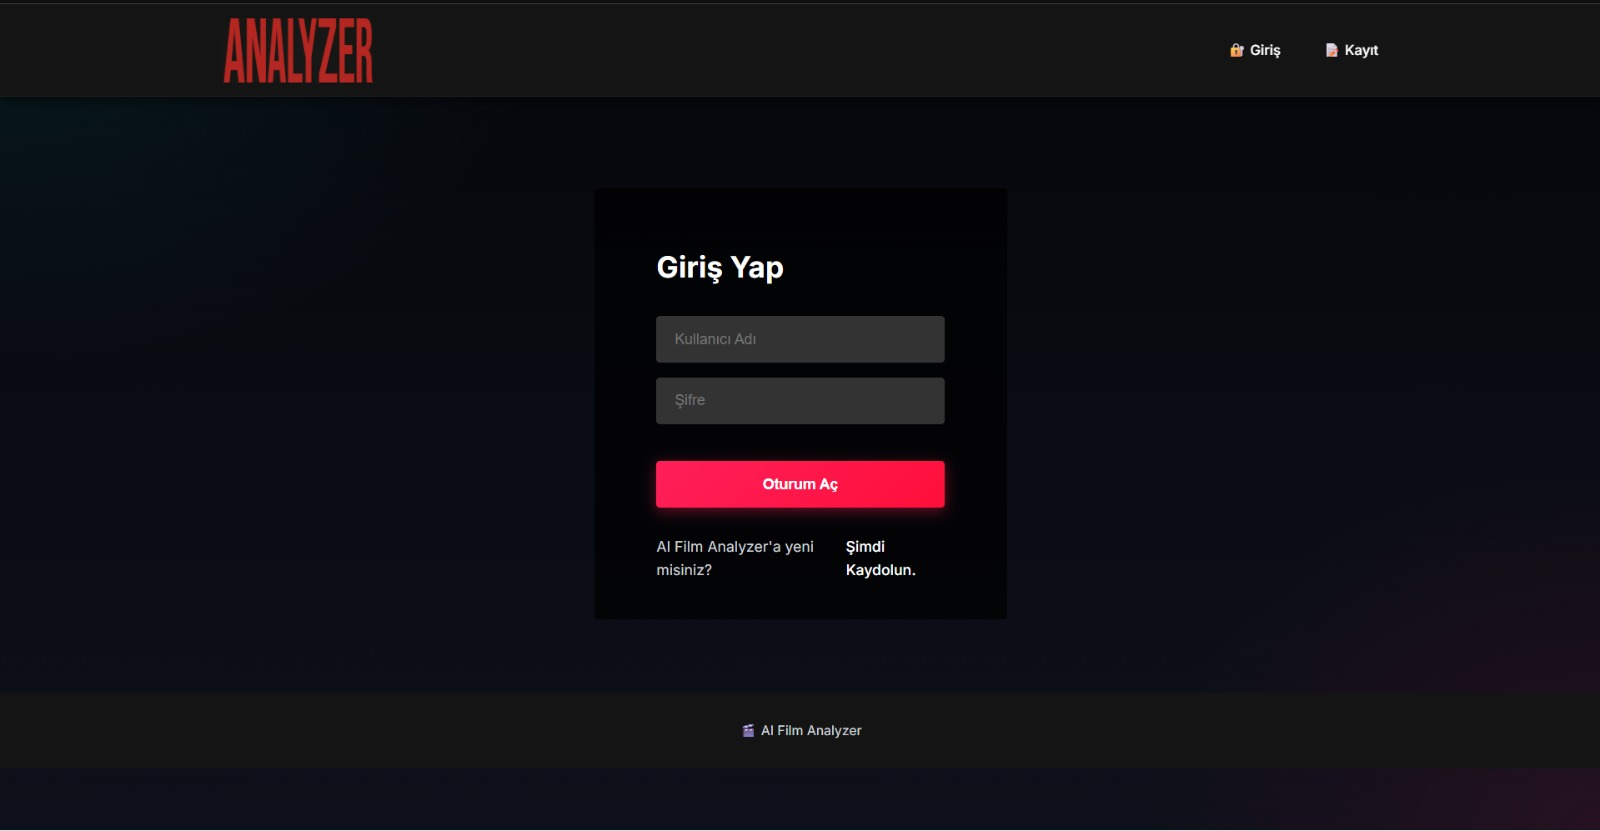 ANALYZER
Giriş
Kayıt
Giriş Yap
Kullanıcı Adı
Şifre
Oturum Aç
AI Film Analyzer'a yeni
misiniz?
Şimdi
Kaydolun.
AI Film Analyzer